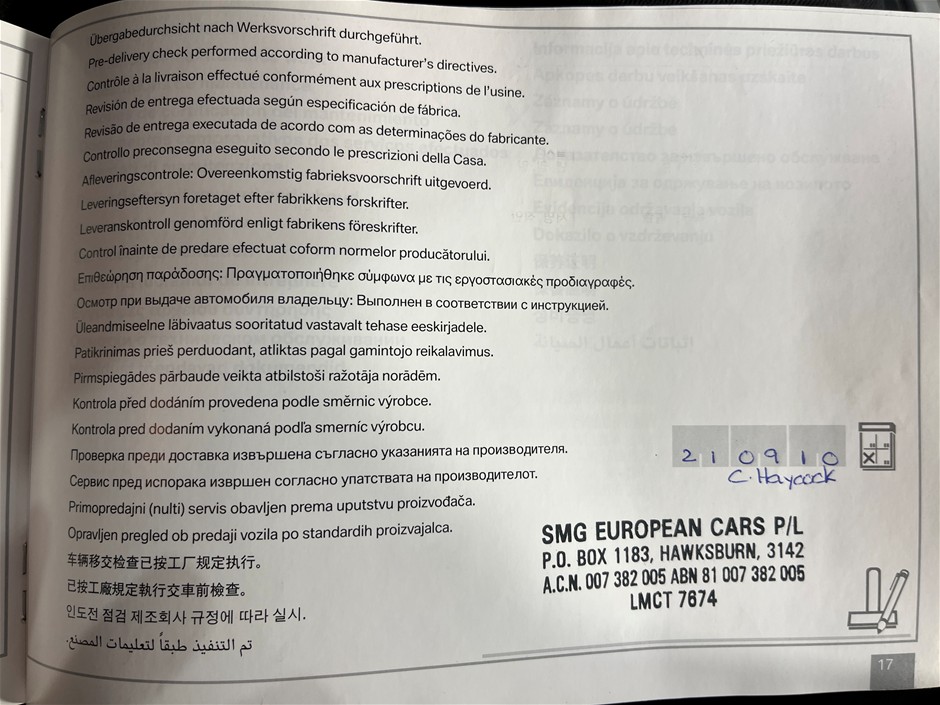 Übergabedurchsicht nach Werksvorschrift durchgeführt.
Pre-delivery check performed according to manufacturer's directives.
Contrôle à la livraison effectué conformément aux prescriptions de l'usine.
Revisión de entrega efectuada según especificación de fábrica.
Revisão de entrega executada de acordo com as determinações do fabricante.
Controllo preconsegna eseguito secondo le prescrizioni della Casa.
Afleveringscontrole: Overeenkomstig fabrieksvoorschrift uitgevoerd.
Leveringseftersyn foretaget efter fabrikkens forskrifter.
Leveranskontroll genomförd enligt fabrikens föreskrifter.
Control înainte de predare efectuat coform normelor producătorului.
Επιθεώρηση παράδοσης: Πραγματοποιήθηκε σύμφωνα με τις εργοστασιακές προδιαγραφές.
Осмотр при выдаче автомобиля владельцу: Выполнен в соответствии с инструкцией.
Üleandmiseelne läbivaatus sooritatud vastavalt tehase eeskirjadele.
Patikrinimas prieš perduodant, atliktas pagal gamintojo reikalavimus.
Pirmspiegādes pārbaude veikta atbilstoši ražotāja norādēm.
Kontrola před dodáním provedena podle směrnic výrobce.
Kontrola pred dodaním vykonaná podľa smerníc výrobcu.
Проверка преди доставка извършена съгласно указанията на производителя.
Сервис пред испорака извршен согласно упатствата на производителот.
Primopredajni (nulti) servis obavljen prema uputstvu proizvođača.
Opravljen pregled ob predaji vozila po standardih proizvajalca.
车辆移交检查已按工厂规定执行。
已按工廠規定執行交車前檢查。
인도전 점검 제조회사 규정에 따라 실시.
تم التنفيذ طبقاً لتعليمات المصنع.
2 1 0 9 1 0
C. Haycock
SMG EUROPEAN CARS P/L
P.O. BOX 1183, HAWKSBURN, 3142
A.C.N. 007 382 005 ABN 81 007 382 005
LMCT 7674
17